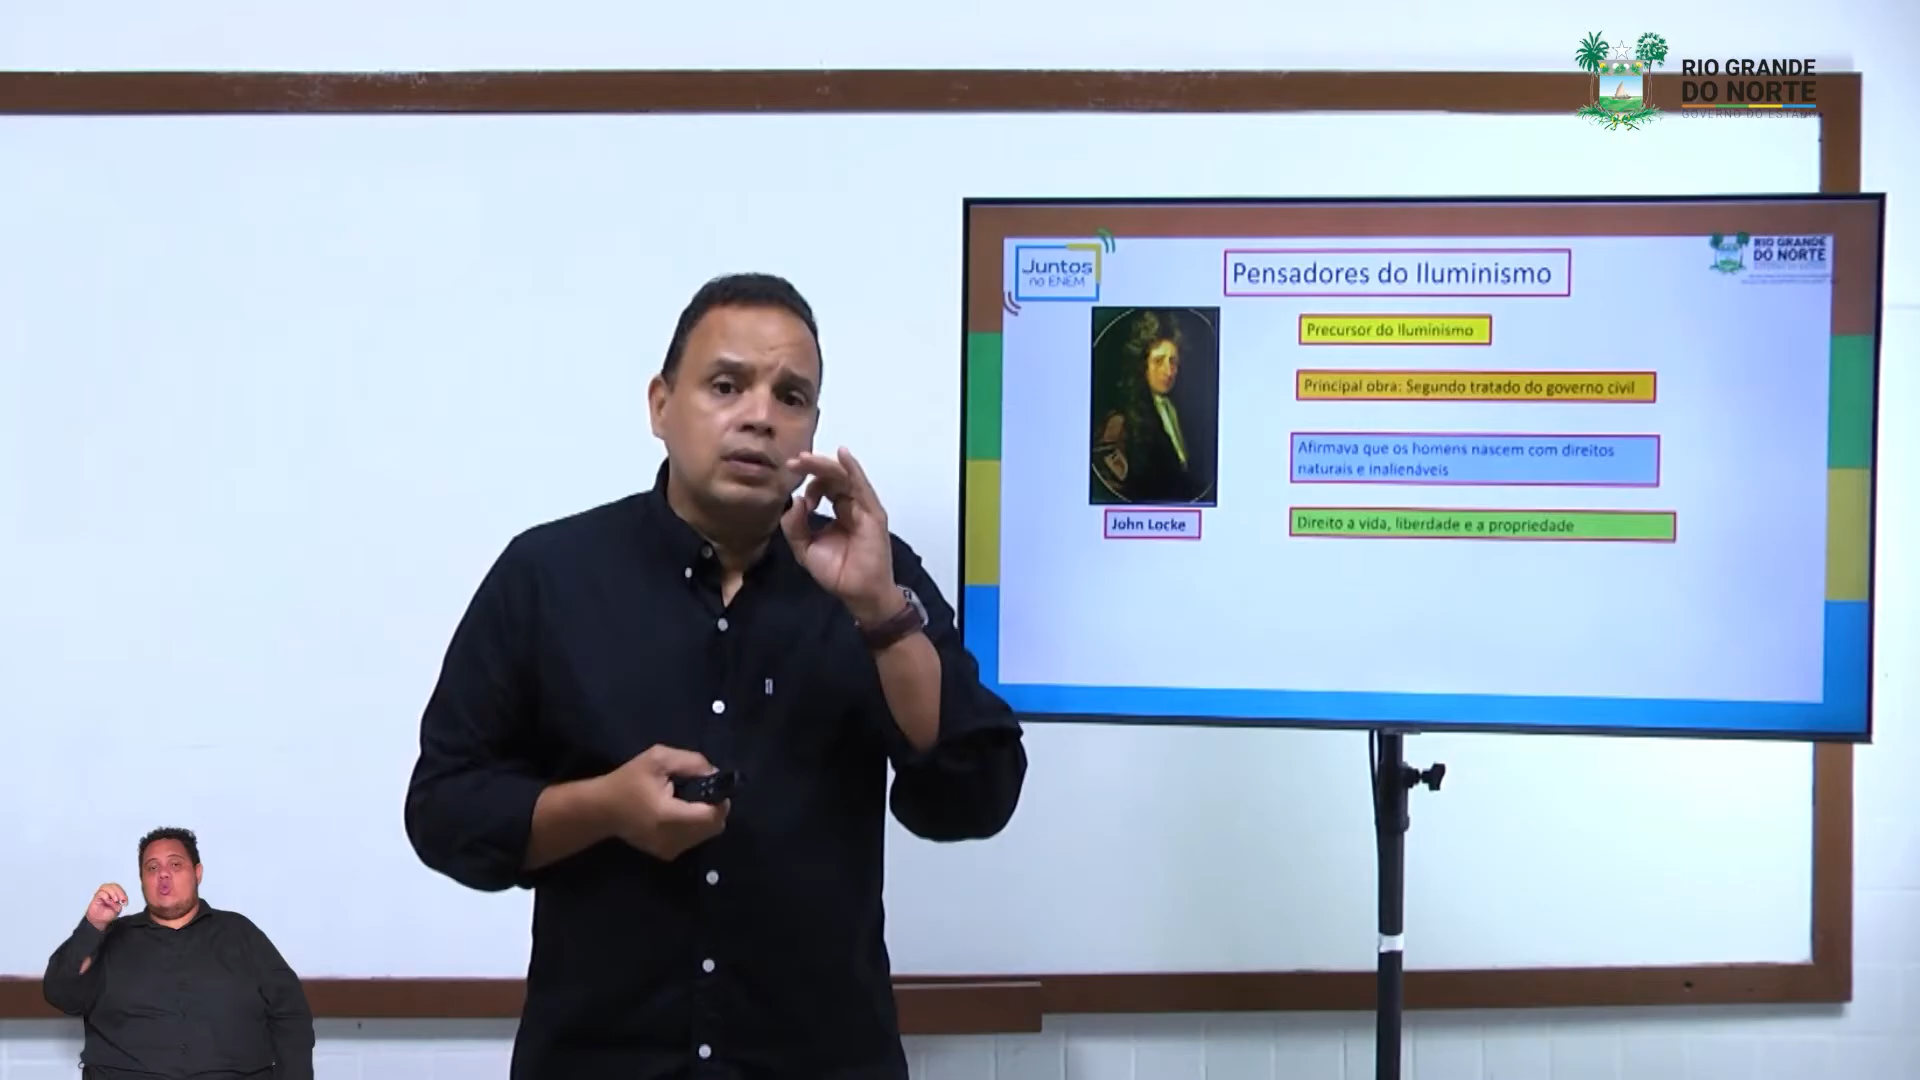 RIO GRANDE
DO NORTE
GOVERNO DO ESTADO
Juntos
no ENEM
Pensadores do Iluminismo
RIO GRANDE
DO NORTE
Precursor do Iluminismo
Principal obra: Segundo tratado do governo civil
Afirmava que os homens nascem com direitos
naturais e inalienáveis
John Locke
Direito a vida, liberdade e a propriedade